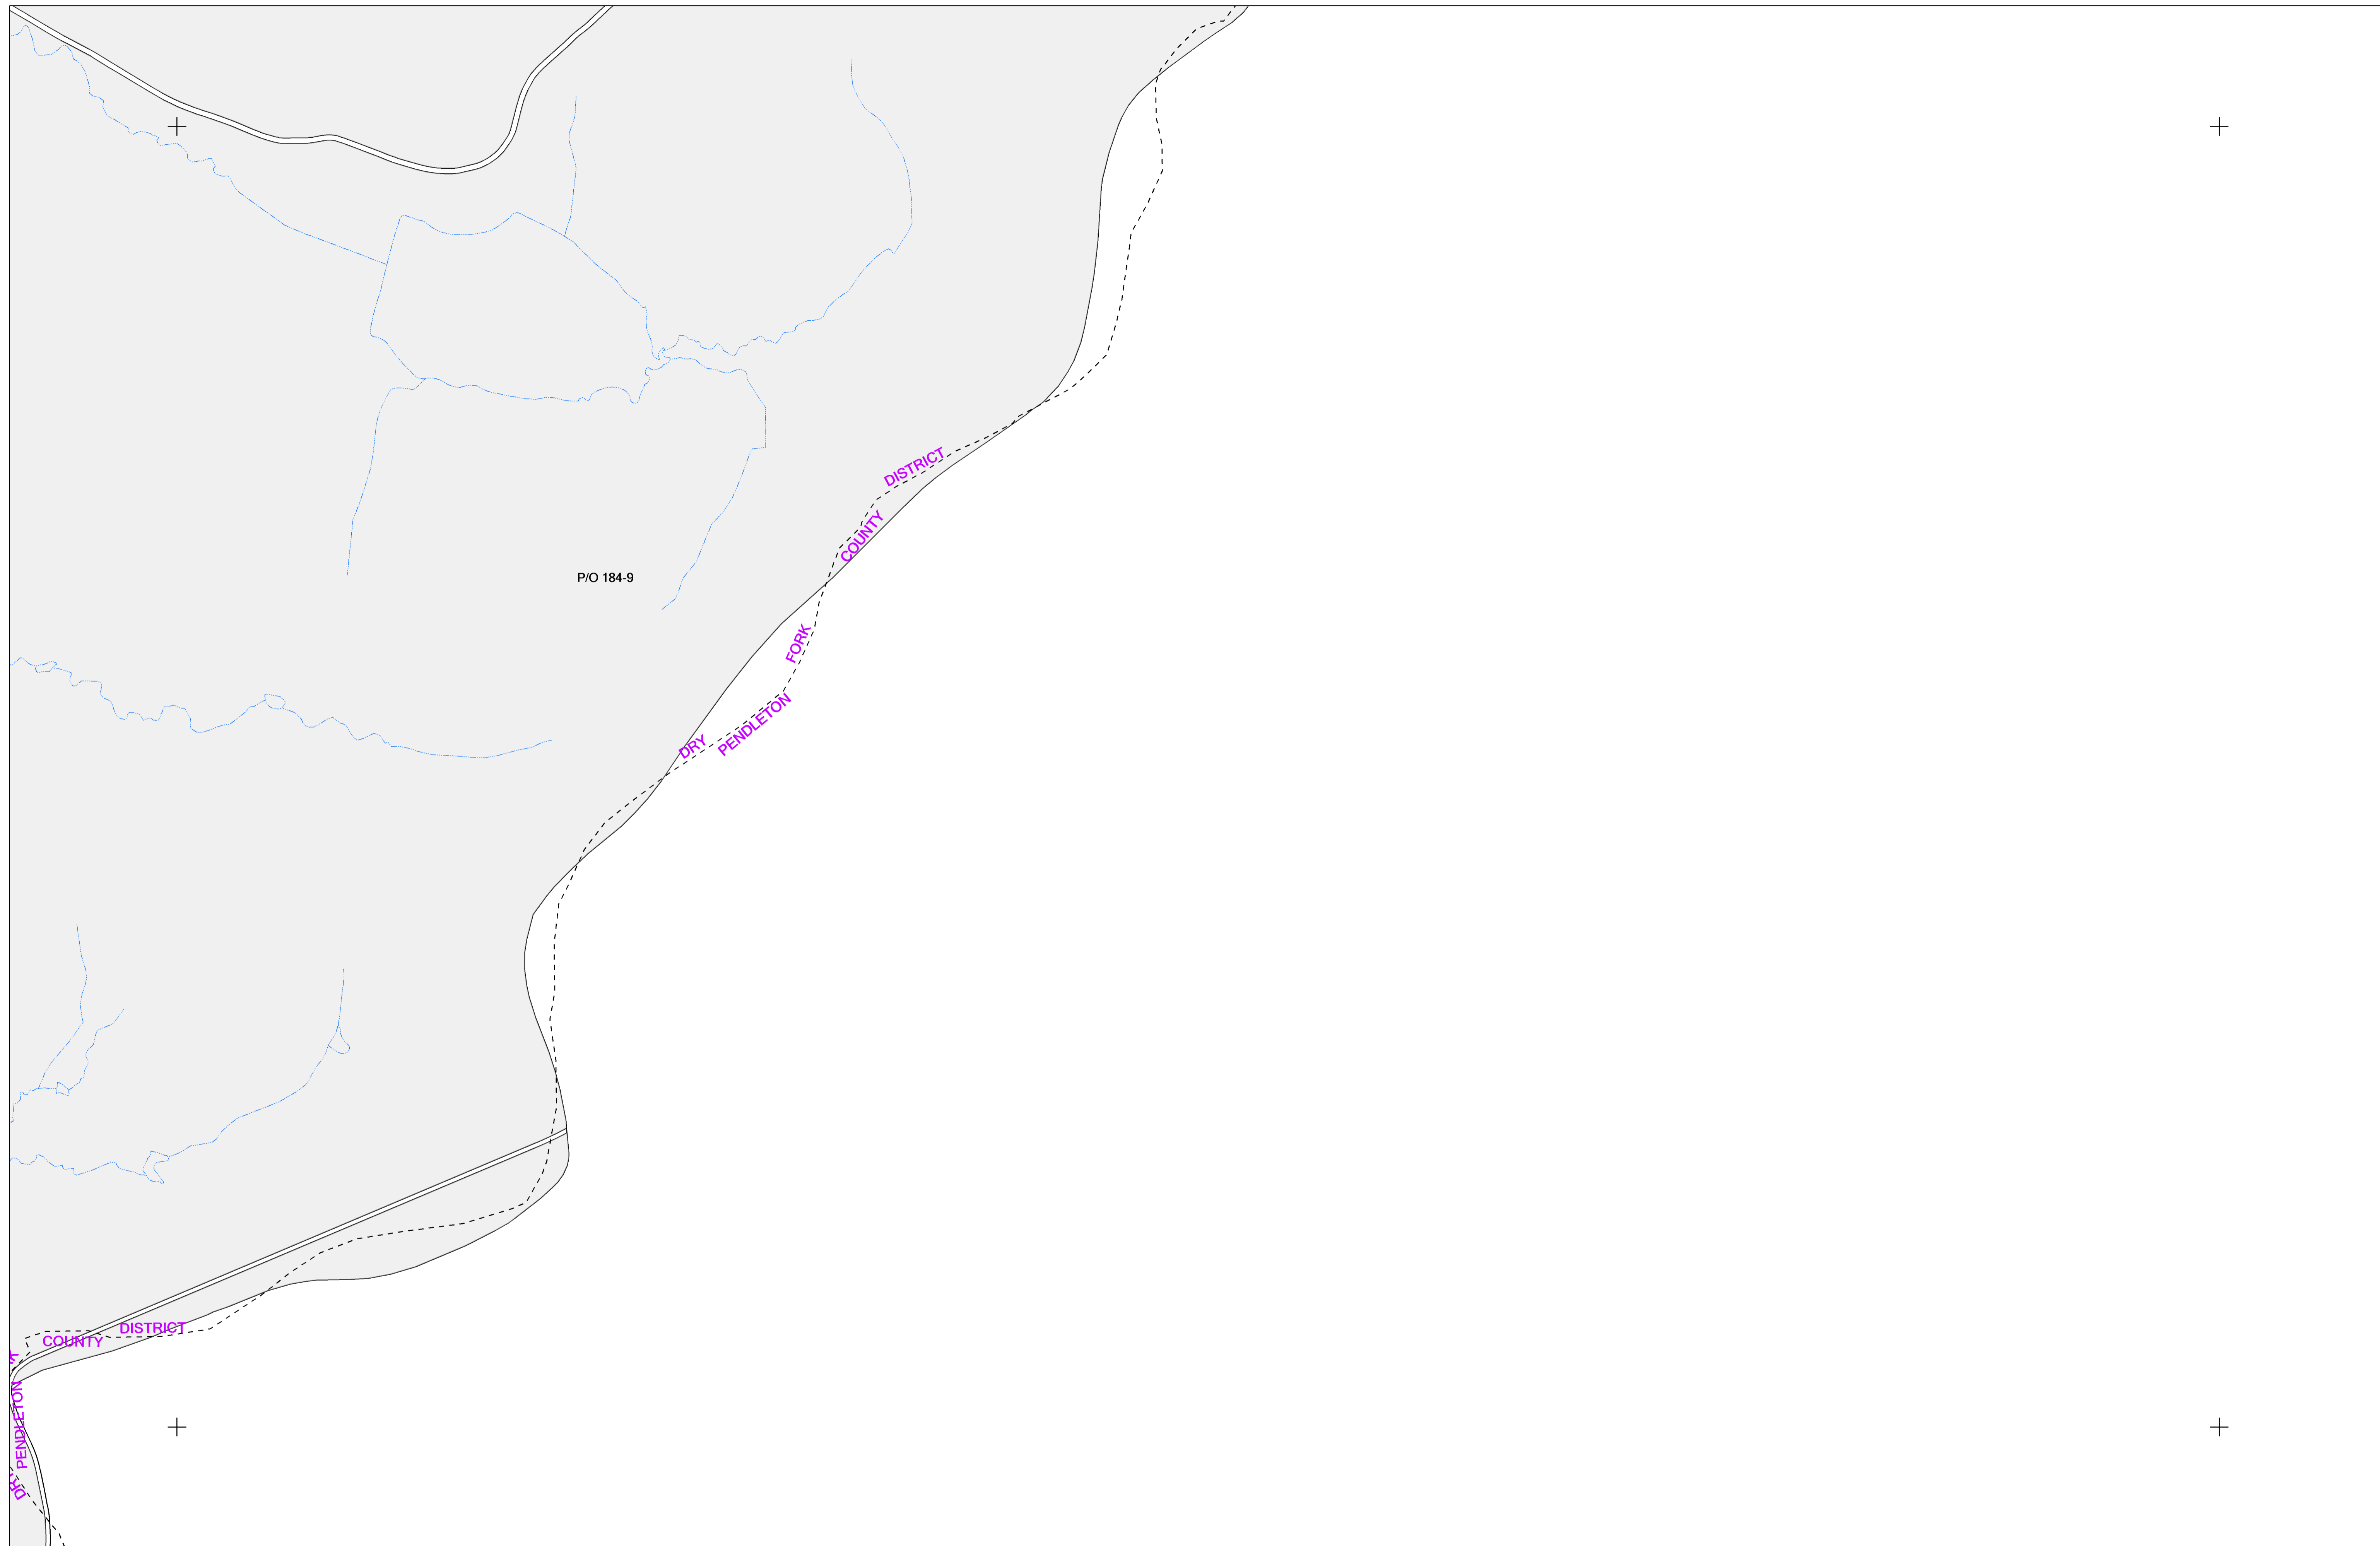 DISTRICT
COUNTY
P/O 184-9
FORK
PENDLETON
DRY
DISTRICT
COUNTY
PENDLETON